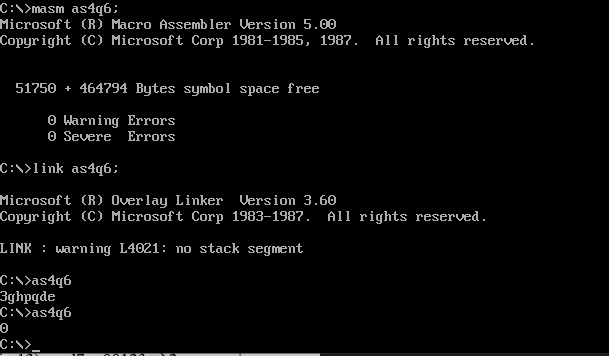 C:\>masm as4q6;
Microsoft (R) Macro Assembler Version 5.00
Copyright (C) Microsoft Corp 1981-1985, 1987.  All rights reserved.
51750 + 464794 Bytes symbol space free
0 Warning Errors
0 Severe  Errors
C:\>link as4q6;
Microsoft (R) Overlay Linker  Version 3.60
Copyright (C) Microsoft Corp 1983-1987.  All rights reserved.
LINK : warning L4021: no stack segment
C:\>as4q6
3ghpqde
C:\>as4q6
0
C:\>_